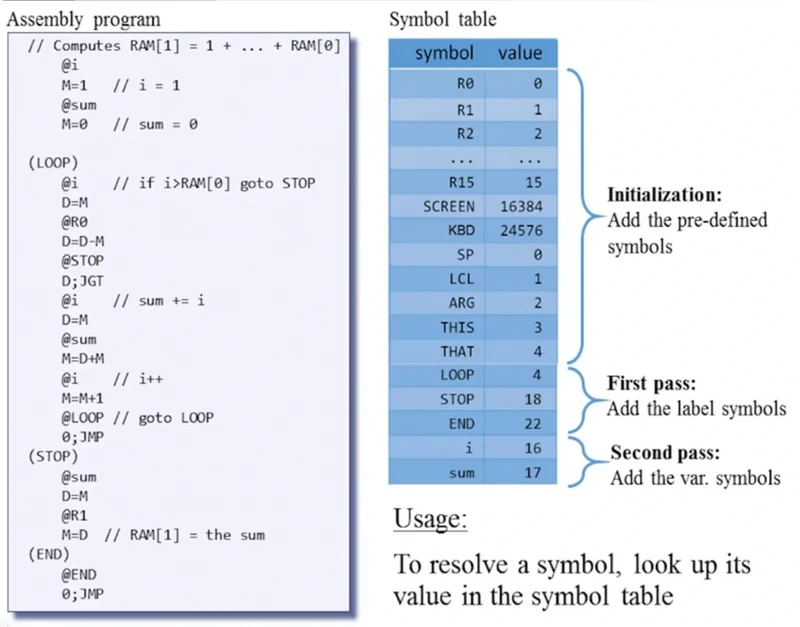 Assembly program
// Computes RAM[1] = 1 + ... + RAM[0]
@i
M=1 // i = 1
@sum
M=0 // sum = 0
(LOOP)
@i // if i>RAM[0] goto STOP
D=M
@R0
D=D-M
@STOP
D;JGT
@i // sum += i
D=M
@sum
M=D+M
@i // i++
M=M+1
@LOOP // goto LOOP
0;JMP
(STOP)
@sum
D=M
@R1
M=D // RAM[1] = the sum
(END)
@END
0;JMP
Symbol table
symbol value
R0 0
R1 1
R2 2
... ...
R15 15
SCREEN 16384
KBD 24576
SP 0
LCL 1
ARG 2
THIS 3
THAT 4
LOOP 4
STOP 18
END 22
i 16
sum 17
Initialization:
Add the pre-defined
symbols
First pass:
Add the label symbols
Second pass:
Add the var. symbols
Usage:
To resolve a symbol, look up its
value in the symbol table